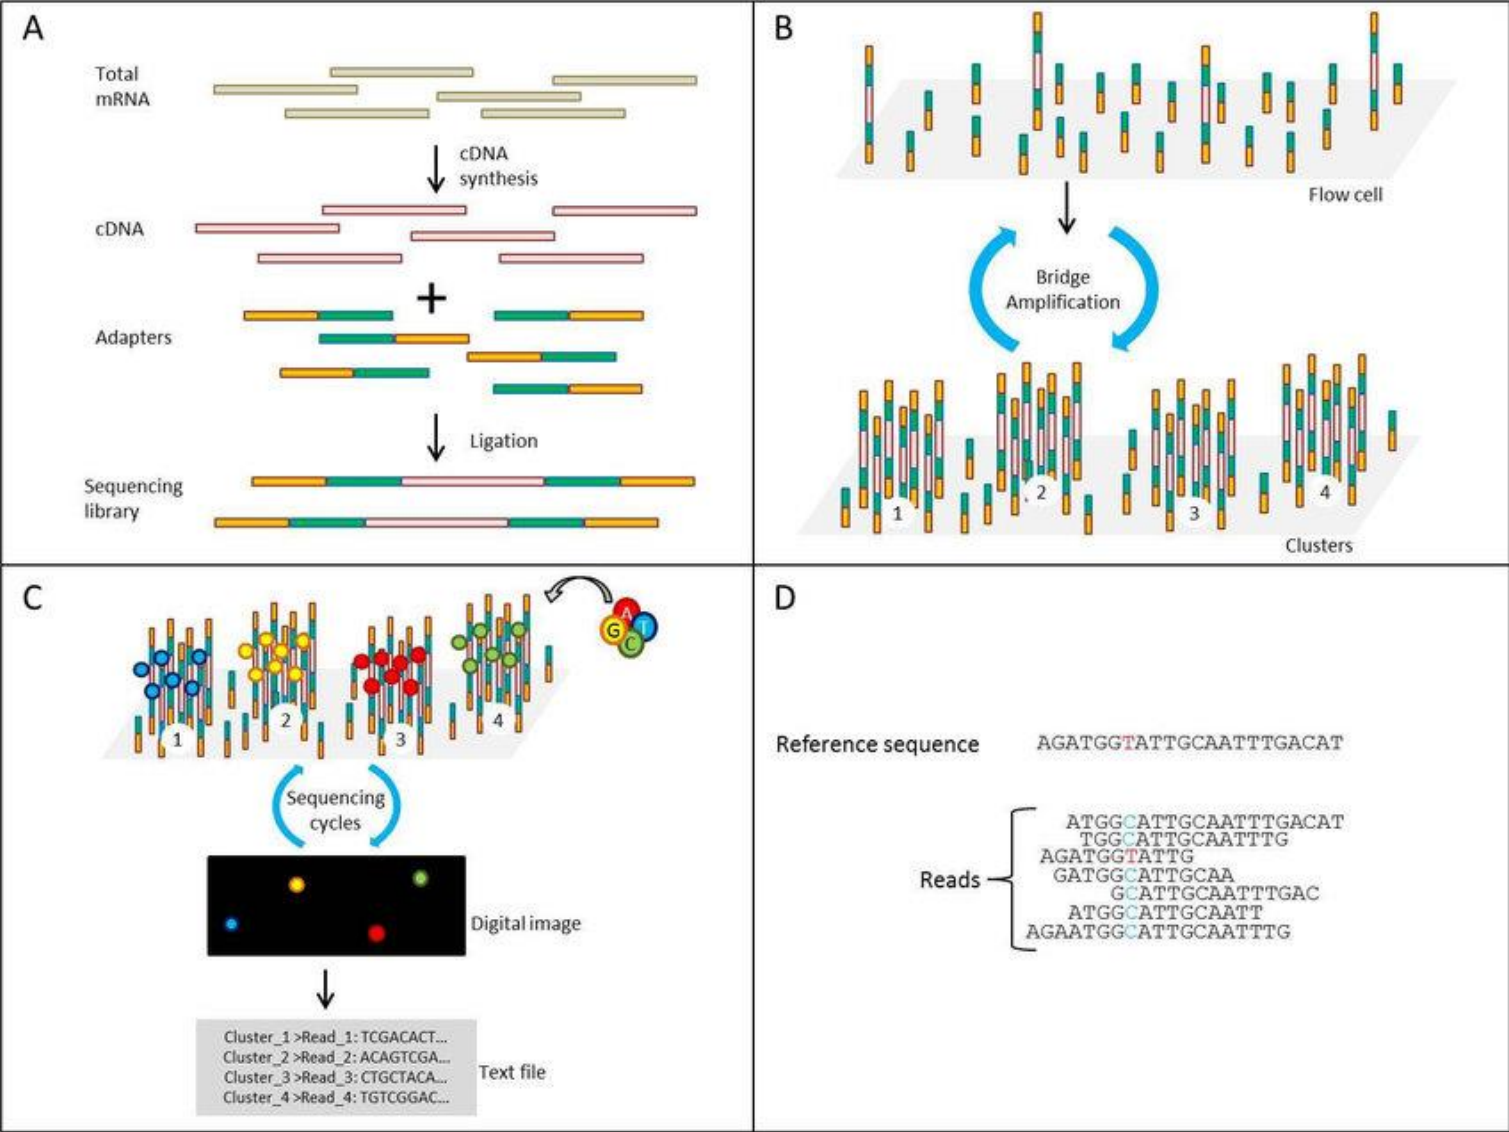 A
Total
mRNA
cDNA
synthesis
cDNA
+
Adapters
Ligation
Sequencing
library
B
Flow cell
Bridge
Amplification
1
2
3
4
Clusters
C
A
G
T
C
1
2
3
4
Sequencing
cycles
Digital image
Cluster_1 >Read_1: TCGACACT...
Cluster_2 >Read_2: ACAGTCGA...
Cluster_3 >Read_3: CTGCTACA...
Cluster_4 >Read_4: TGTCGGAC...
Text file
D
Reference sequence AGATGGTATTGCAATTTGACAT
Reads
ATGGCATTGCAATTTGACAT
TGGCATTGCAATTTG
AGATGGTATTG
GATGGCATTGCAA
GCATTGCAATTTGAC
ATGGCATTGCAATT
AGAATGGCATTGCAATTTG